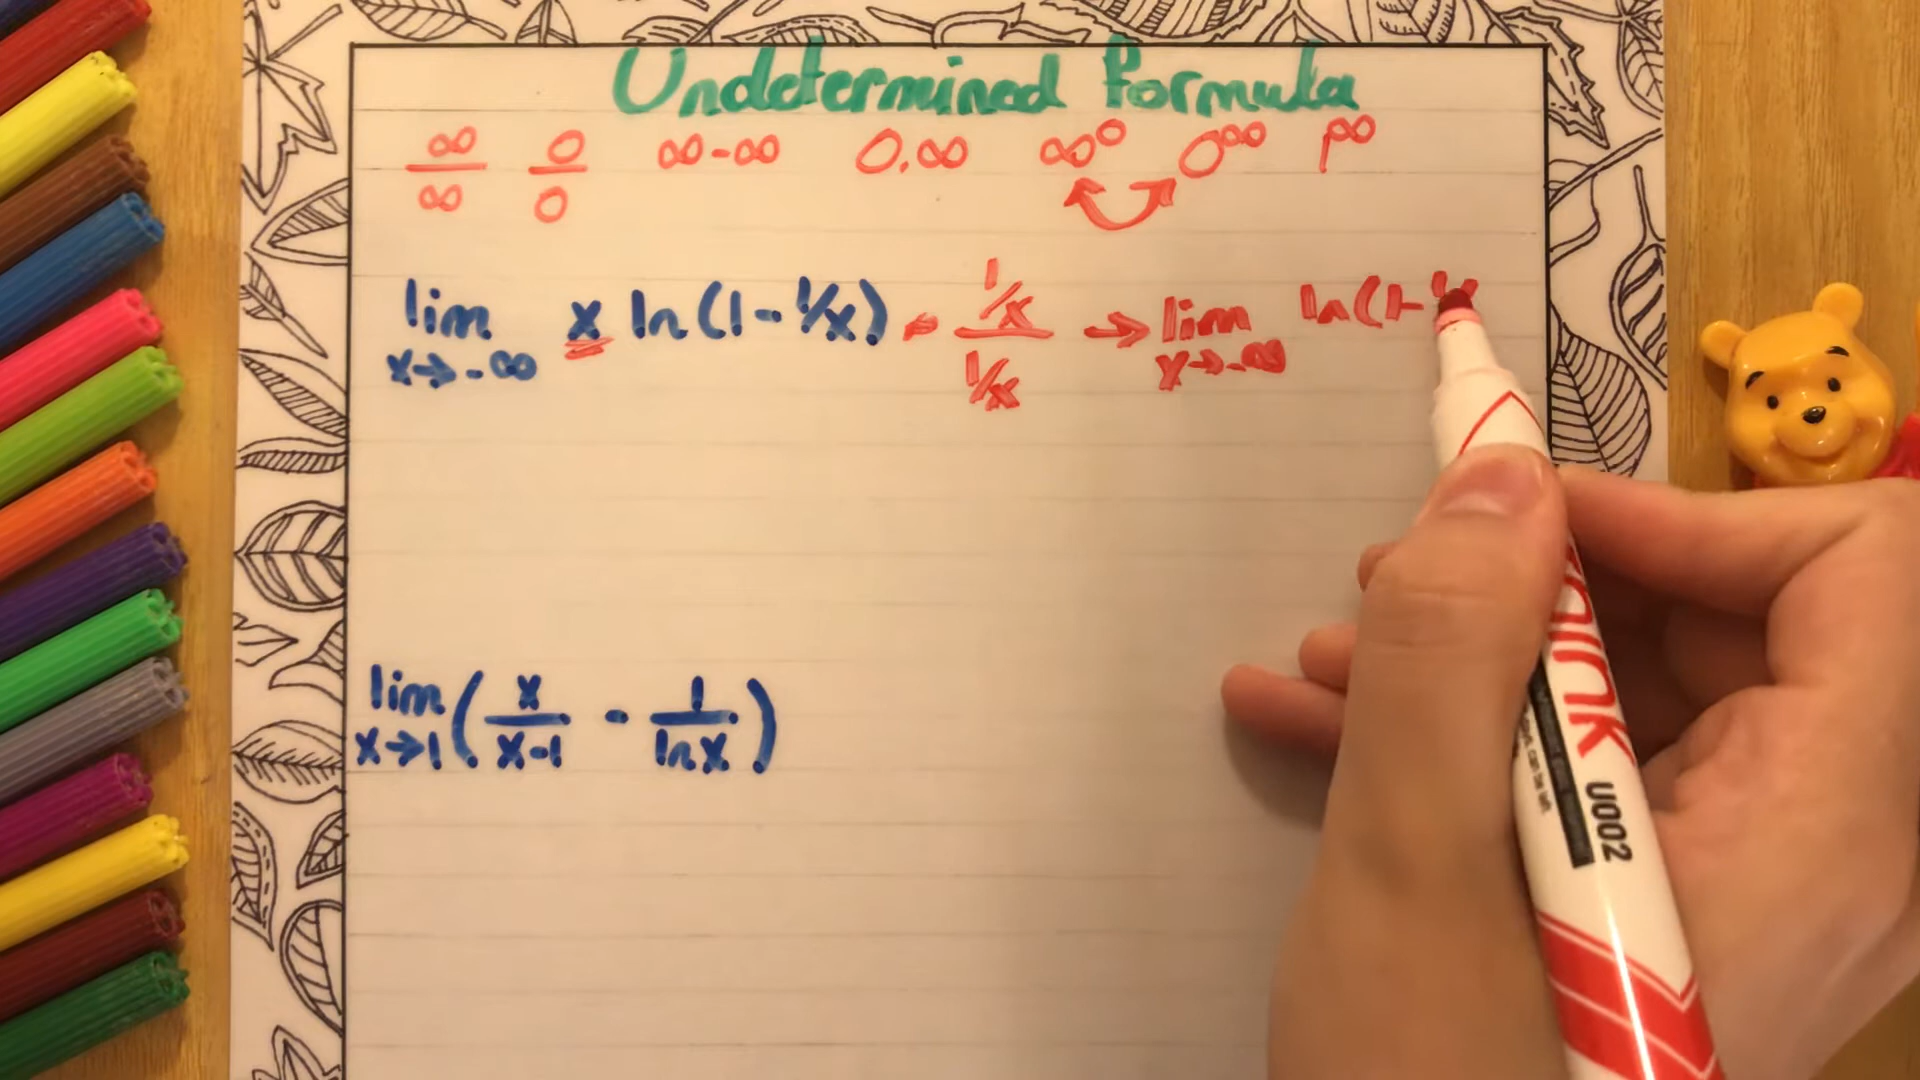 Undetermined Formula
∞/∞ 0/0 ∞-∞ 0.∞ ∞⁰ 0^∞ 1^∞
lim x→-∞ x ln(1-1/x) · (1/x)/(1/x) → lim x→-∞ ln(1-1/
lim x→1 (x/(x-1) - 1/lnx)
U002